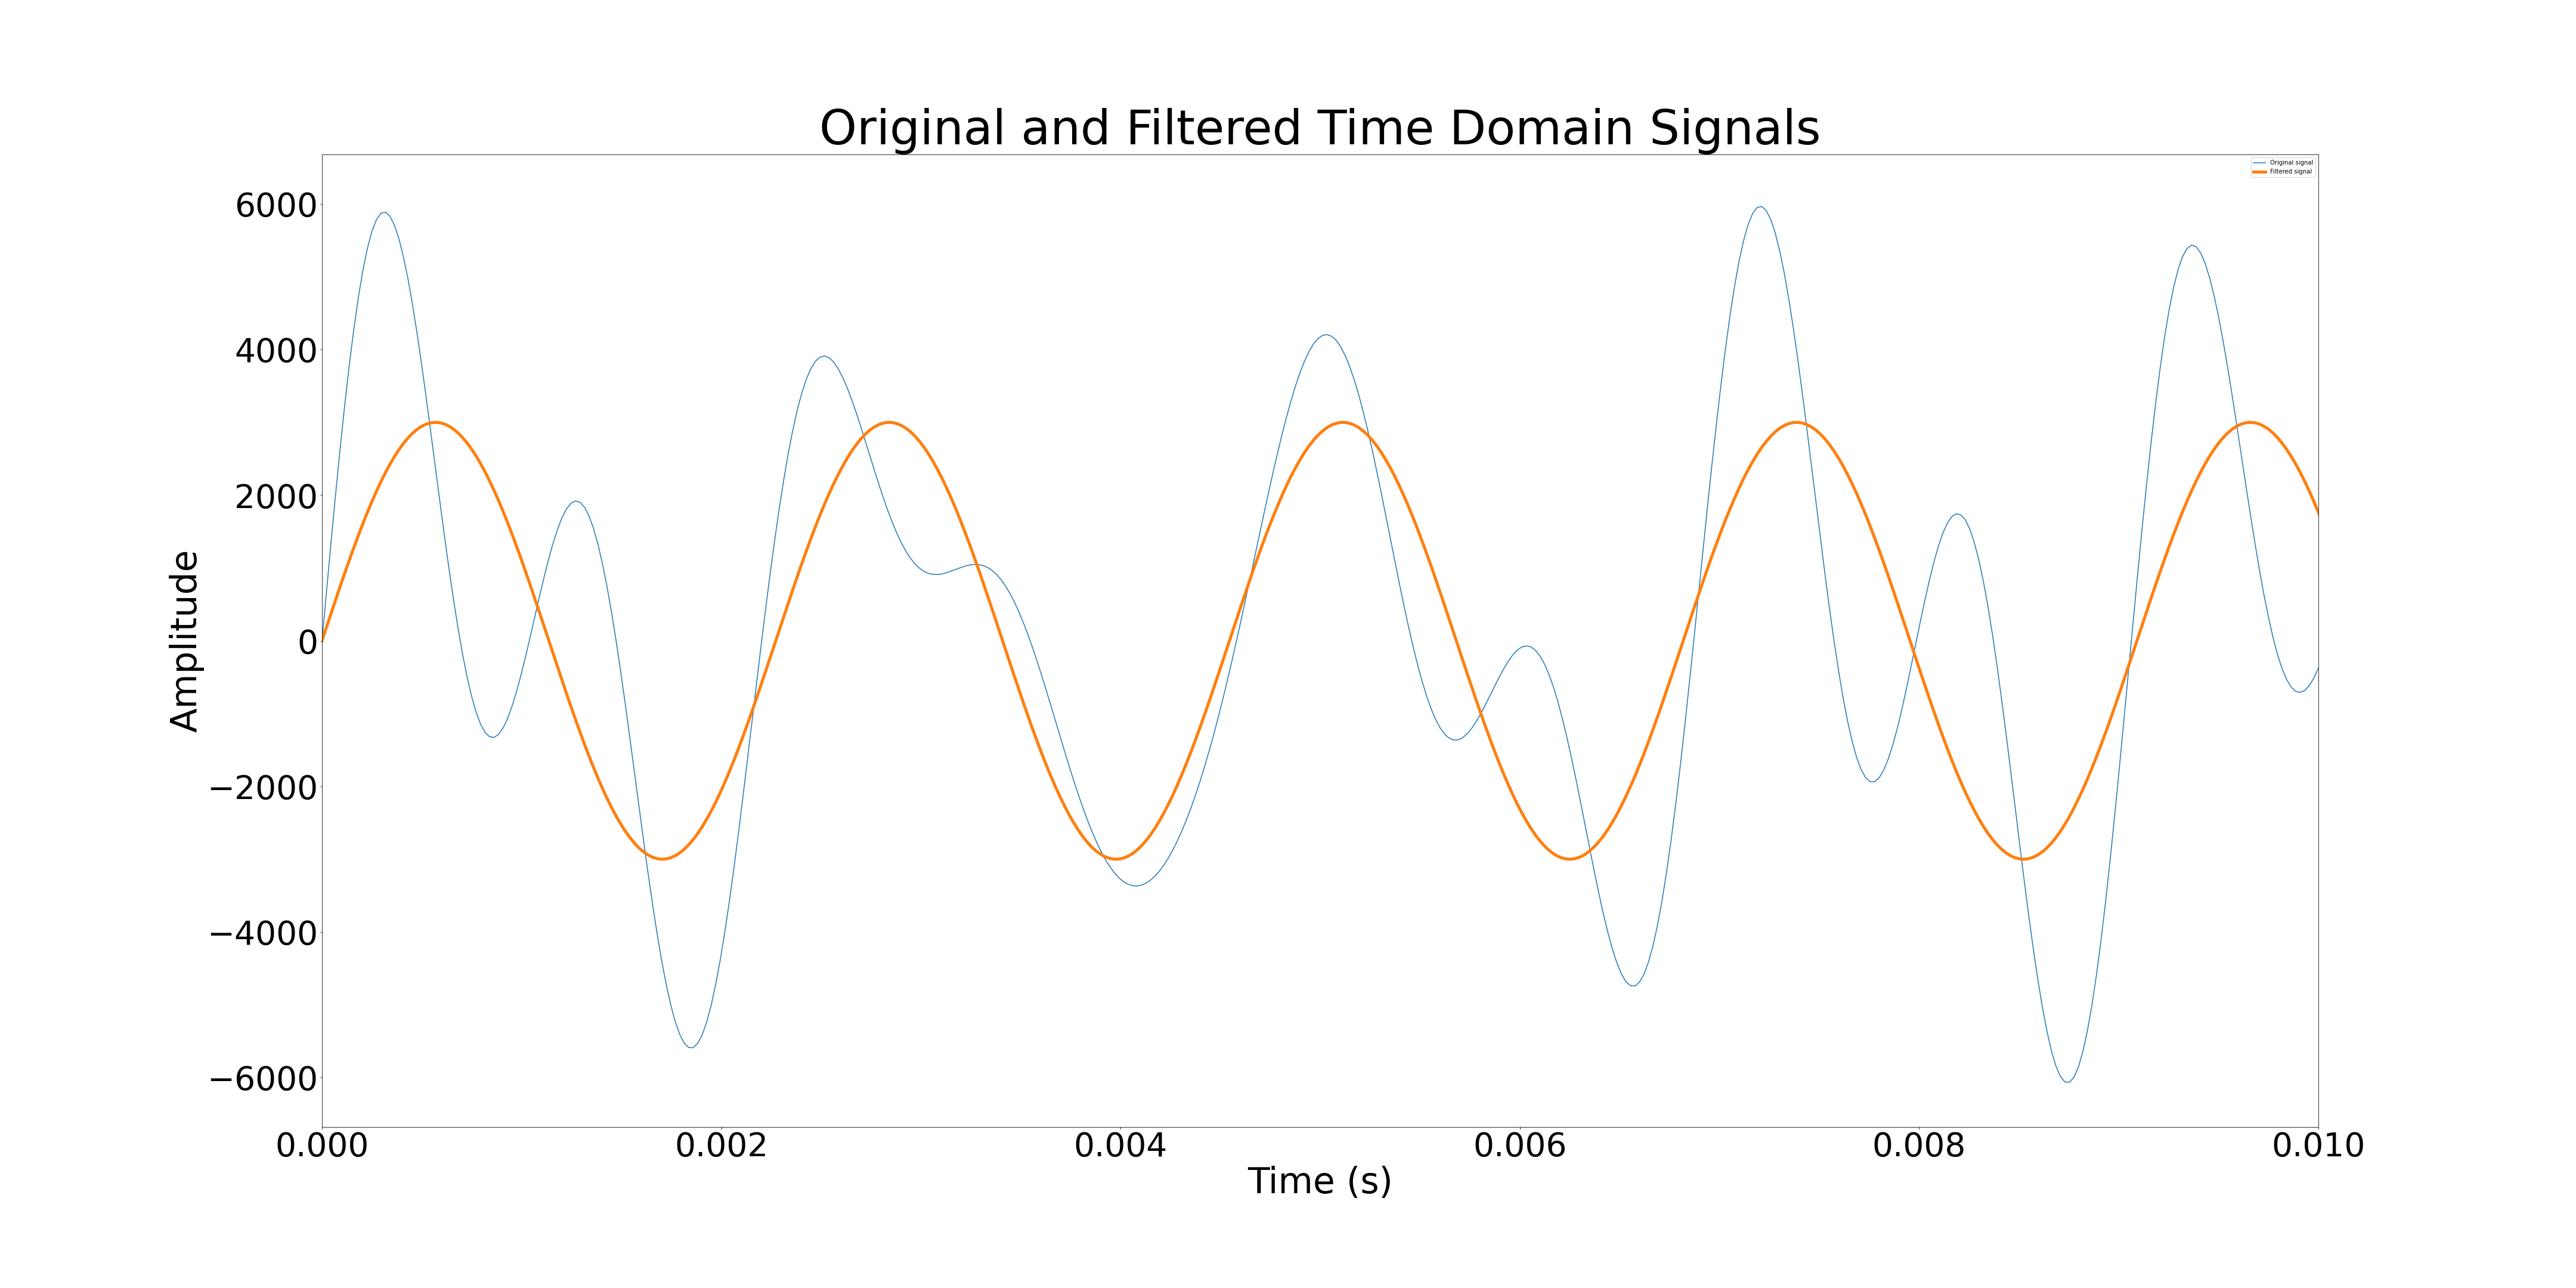 Original and Filtered Time Domain Signals
Original signal
Filtered signal
6000
4000
2000
0
−2000
−4000
−6000
Amplitude
0.000 0.002 0.004 0.006 0.008 0.010
Time (s)